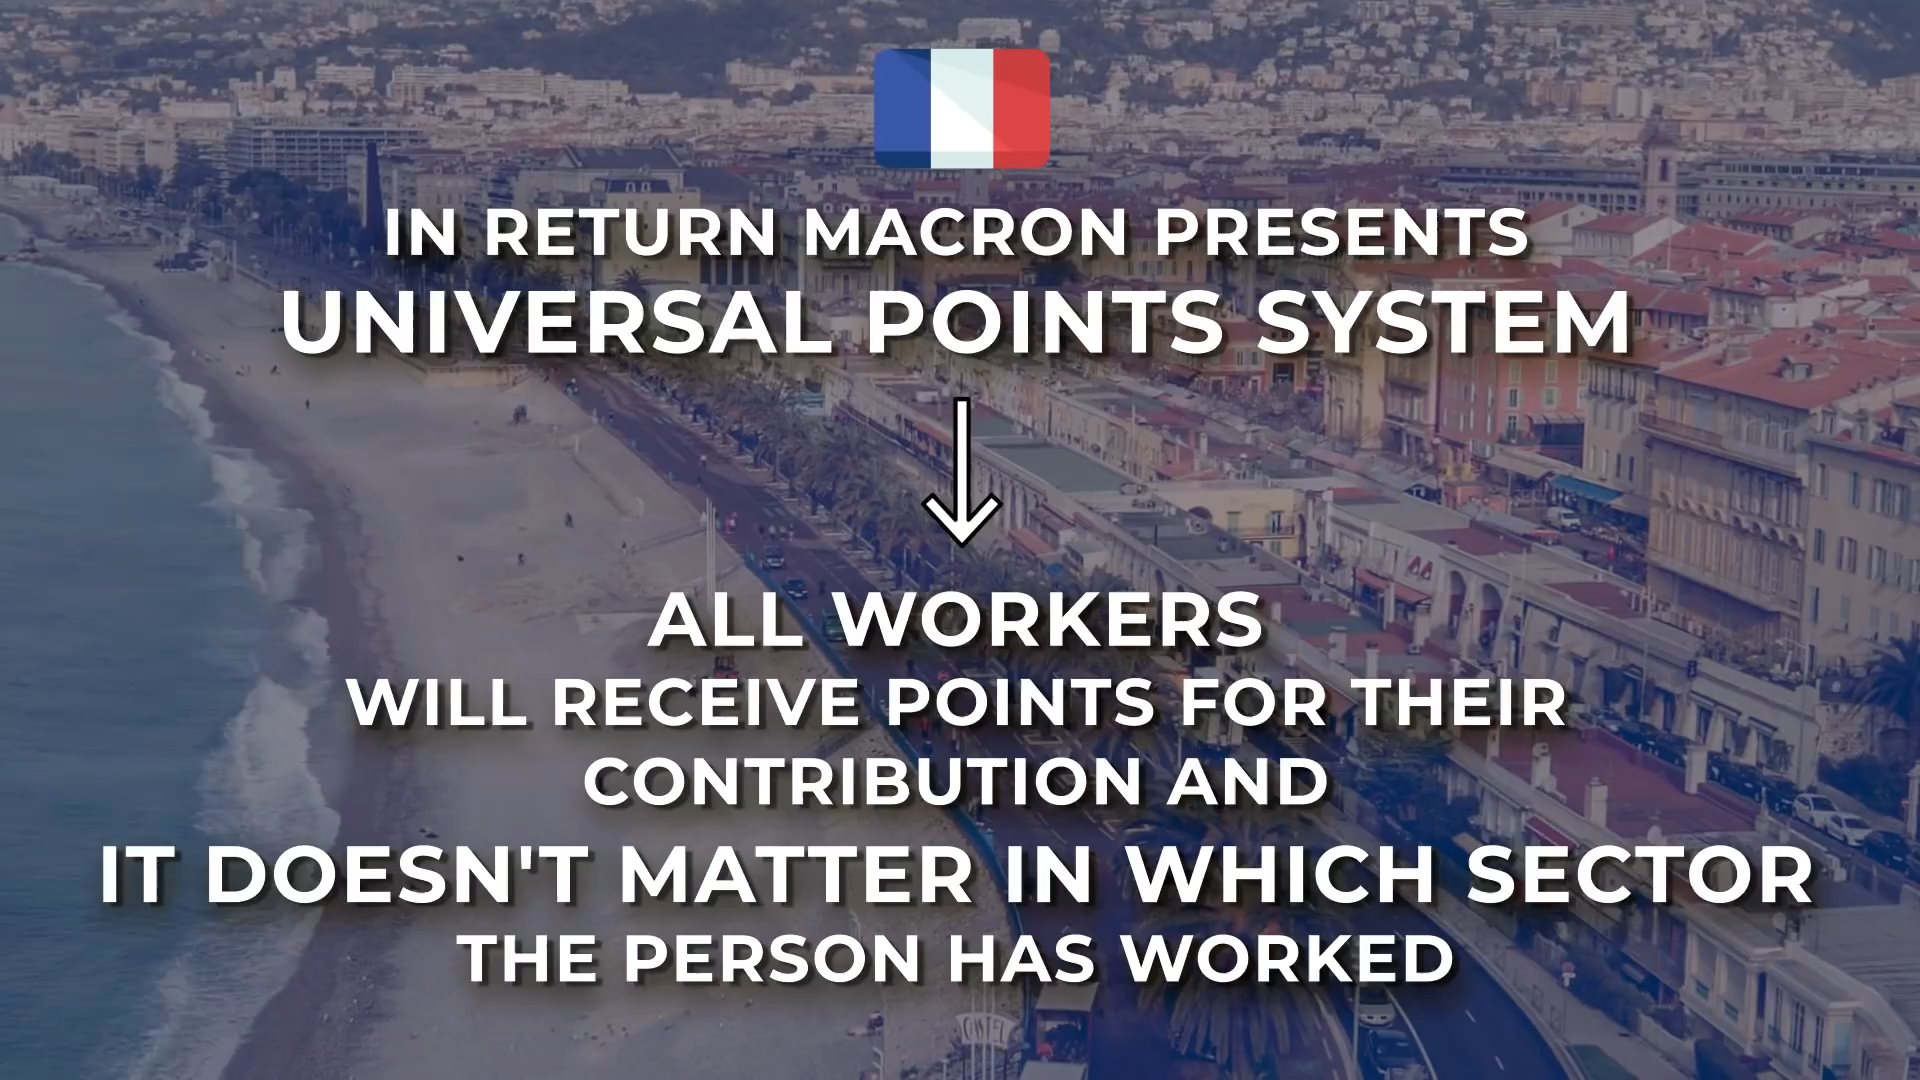 IN RETURN MACRON PRESENTS
UNIVERSAL POINTS SYSTEM
ALL WORKERS
WILL RECEIVE POINTS FOR THEIR
CONTRIBUTION AND
IT DOESN'T MATTER IN WHICH SECTOR
THE PERSON HAS WORKED
CASTEL